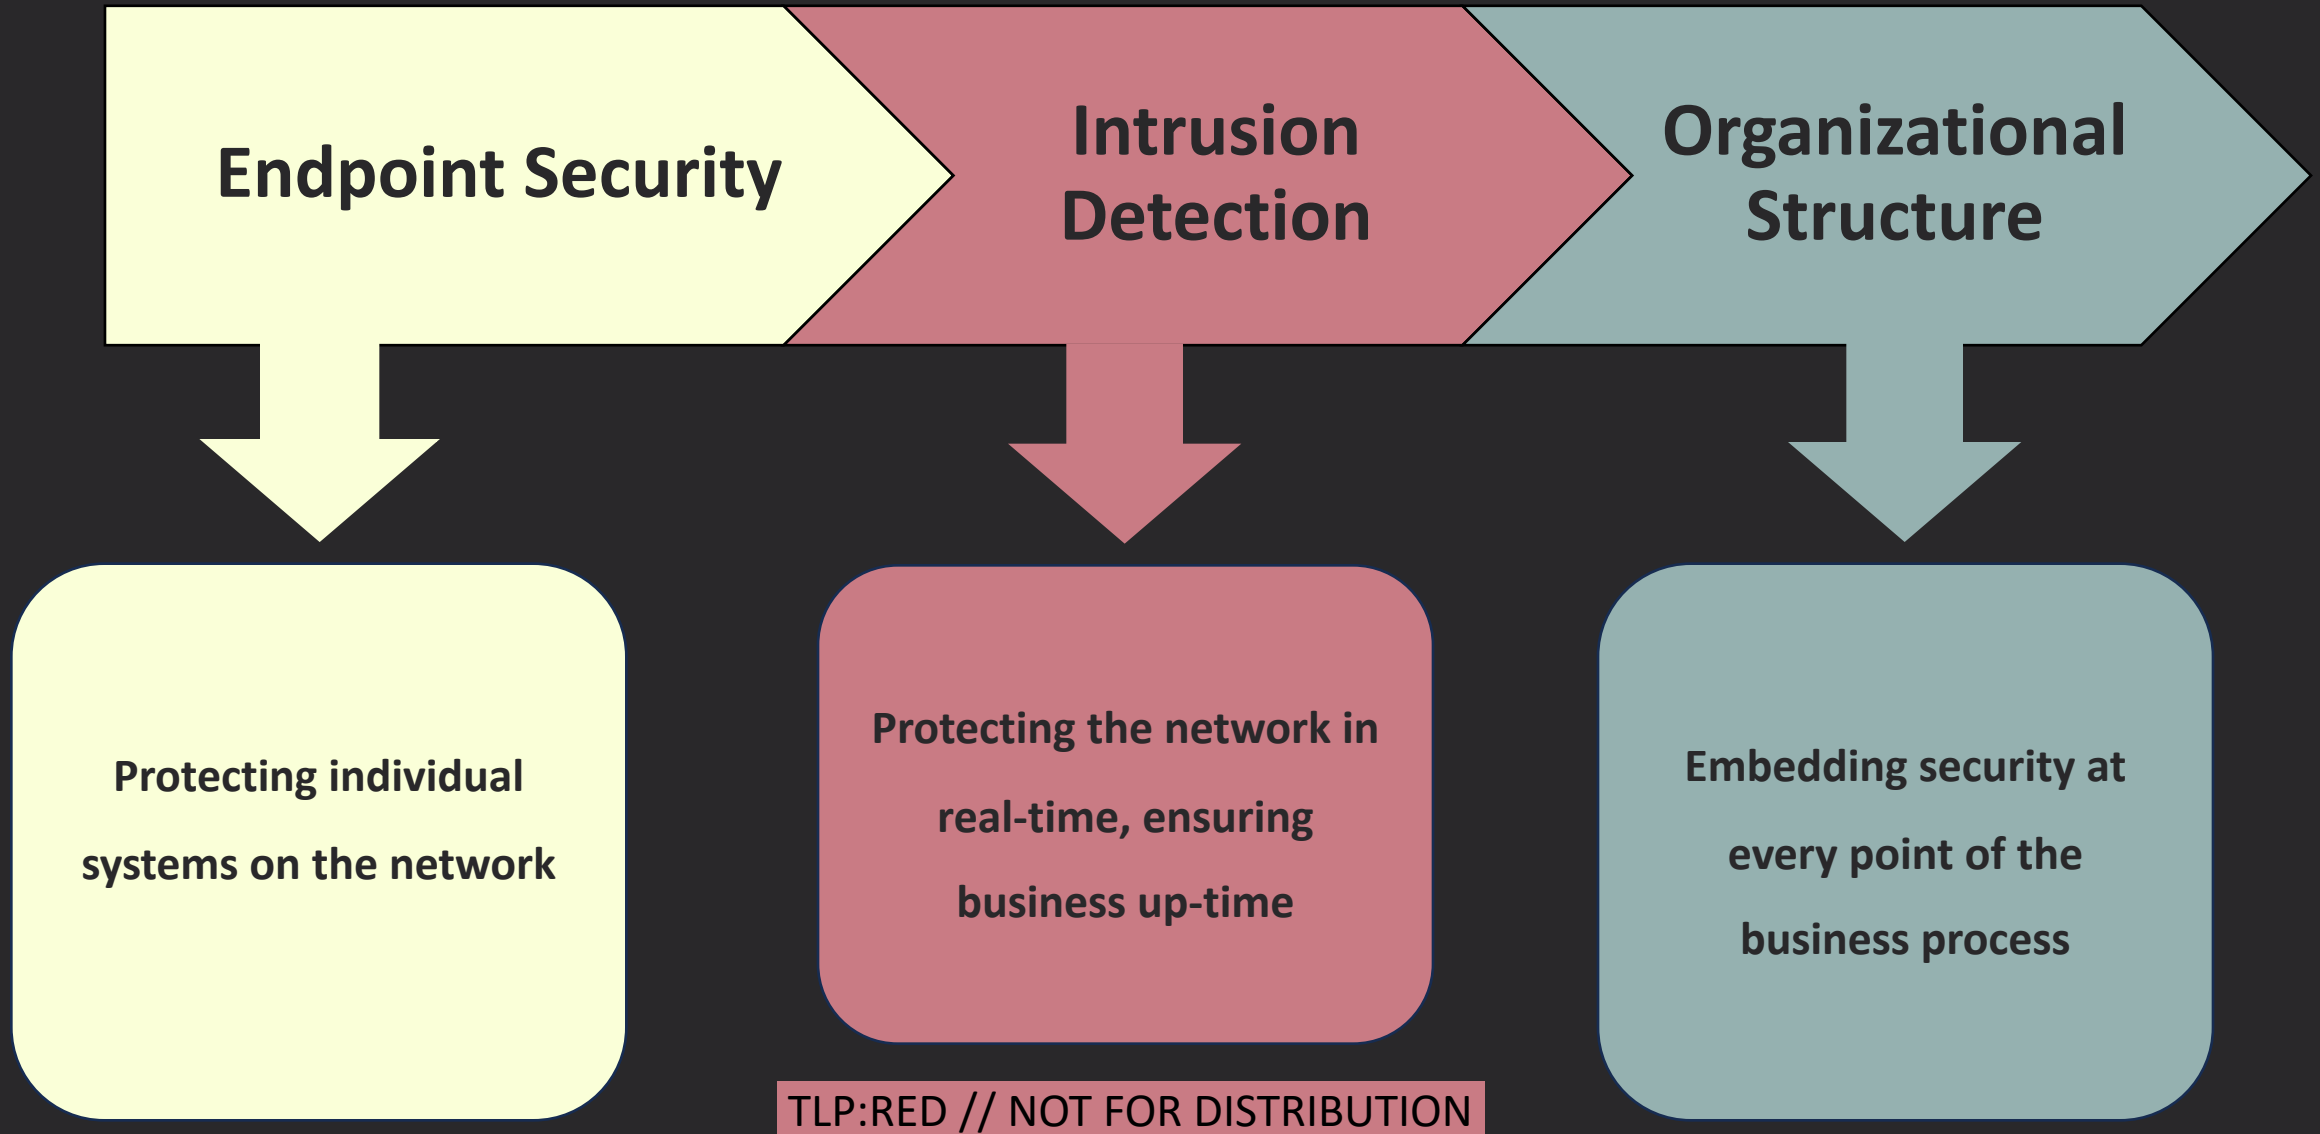 Endpoint Security
Intrusion
Detection
Organizational
Structure
Protecting individual
systems on the network
Protecting the network in
real-time, ensuring
business up-time
Embedding security at
every point of the
business process
TLP:RED // NOT FOR DISTRIBUTION